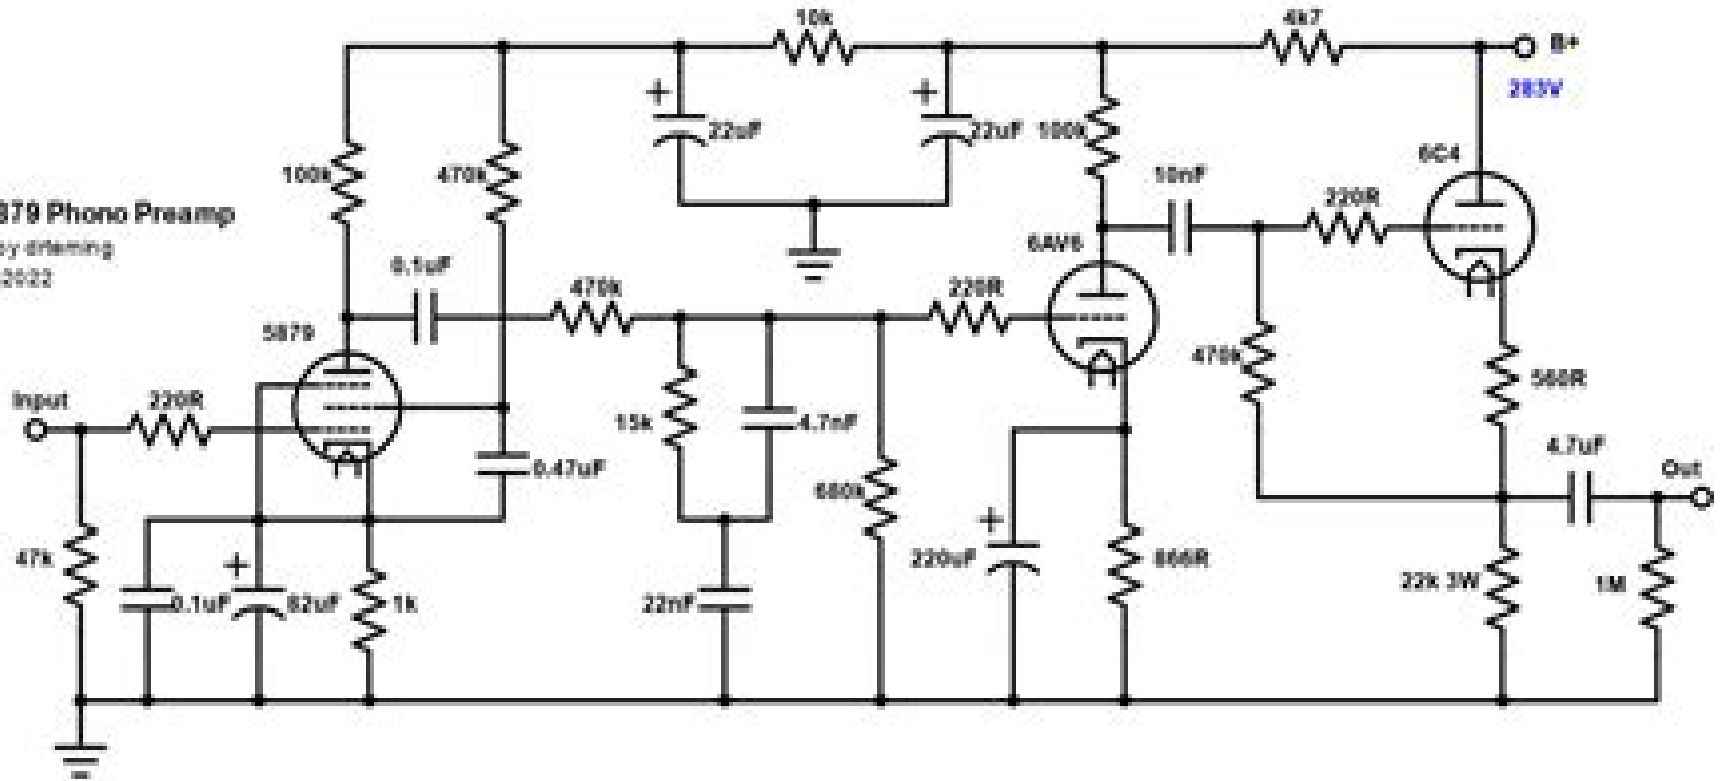 10k
4k7
B+
283V
22uF
22uF
100k
100k
470k
6C4
10nF
220R
879 Phono Preamp
2022
6AV6
0.1uF
470k
220R
5879
470k
560R
Input
220R
15k
4.7nF
4.7uF
Out
0.47uF
680k
47k
220uF
866R
22k 3W
1M
0.1uF
82uF
1k
22nF